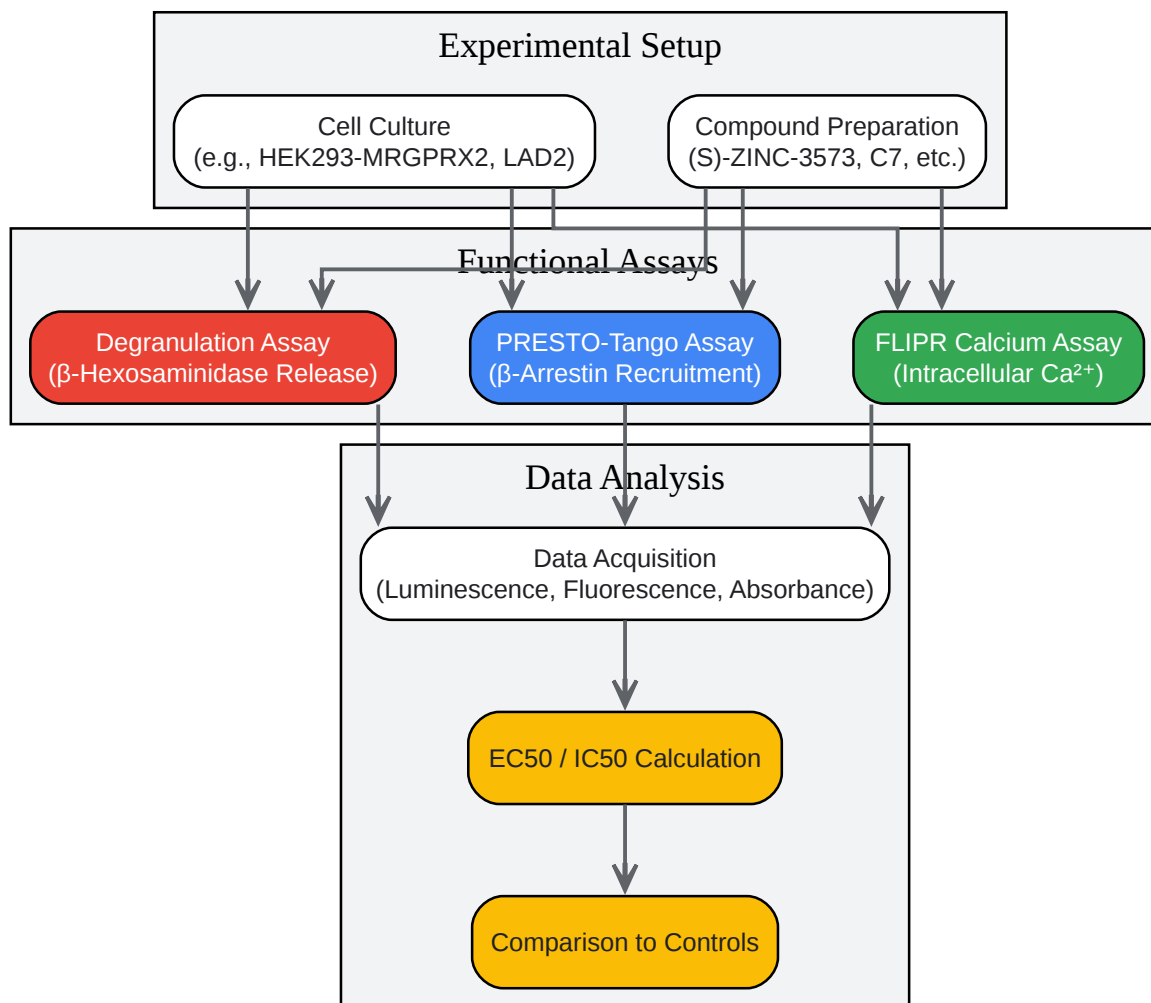 Experimental Setup
Cell Culture
(e.g., HEK293-MRGPRX2, LAD2)
Compound Preparation
(S)-ZINC-3573, C7, etc.)
Functional Assays
Degranulation Assay
(β-Hexosaminidase Release)
PRESTO-Tango Assay
(β-Arrestin Recruitment)
FLIPR Calcium Assay
(Intracellular Ca²⁺)
Data Analysis
Data Acquisition
(Luminescence, Fluorescence, Absorbance)
EC50 / IC50 Calculation
Comparison to Controls